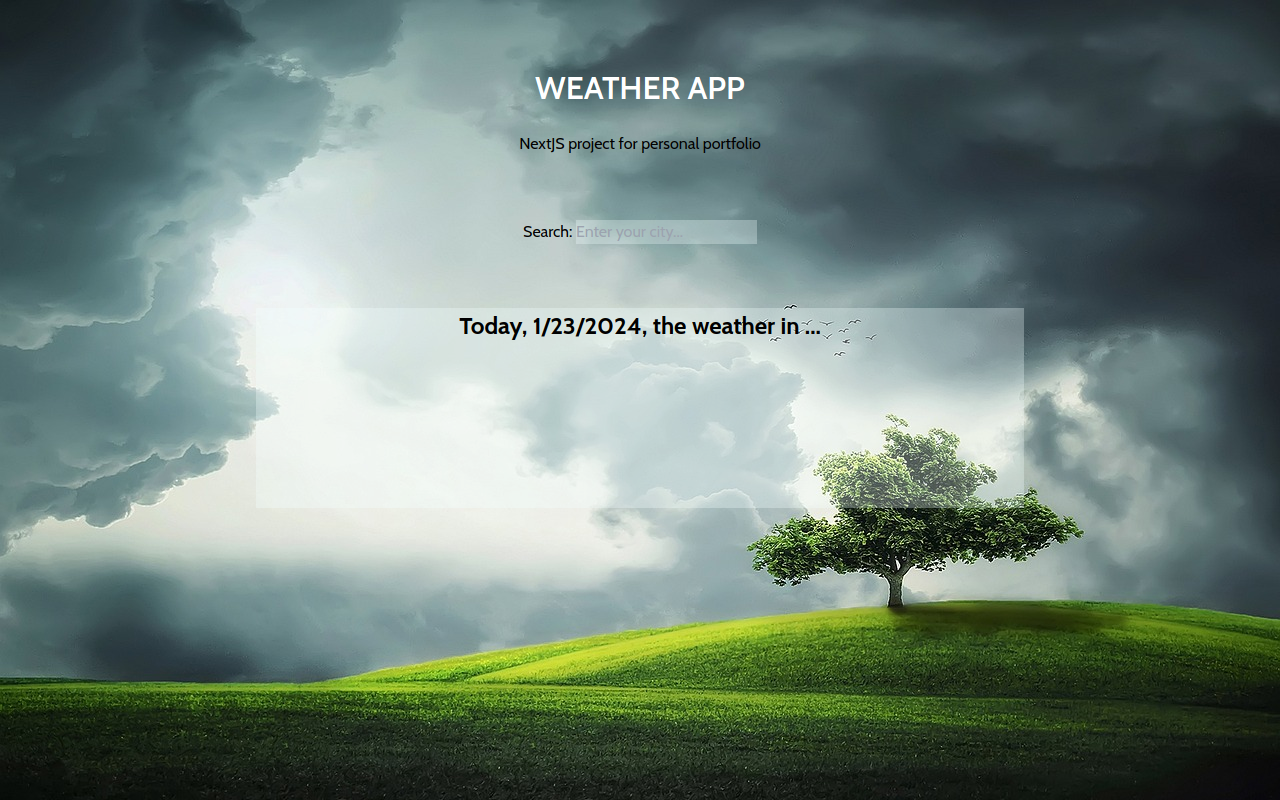 WEATHER APP
NextJS project for personal portfolio
Search: Enter your city...
Today, 1/23/2024, the weather in ...